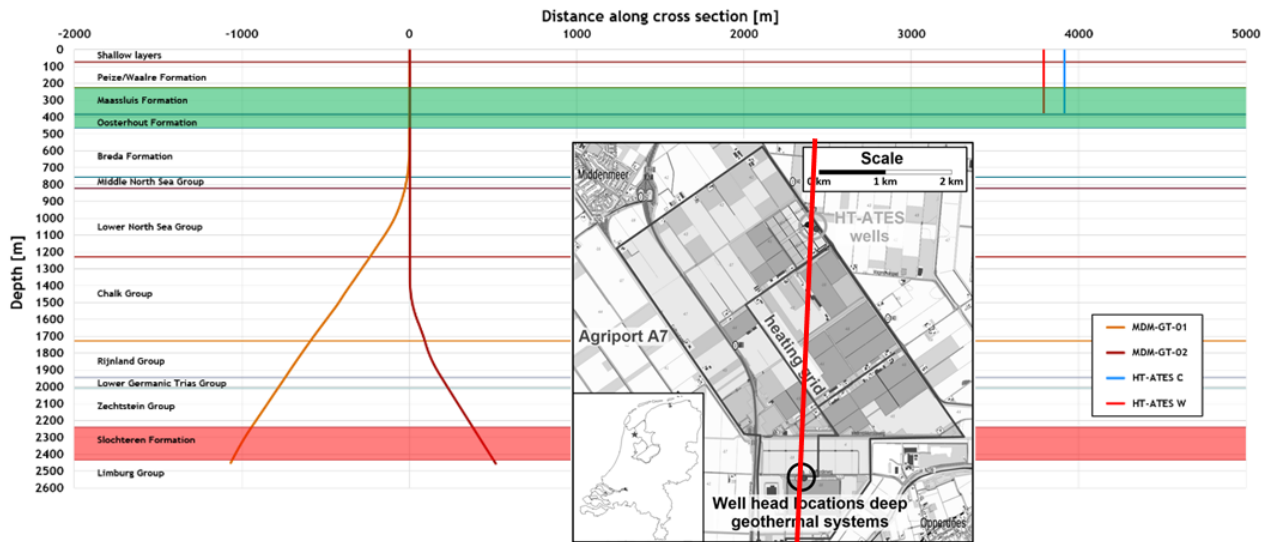 Distance along cross section [m]
-2000 -1000 0 1000 2000 3000 4000 5000
Depth [m]
0
100
200
300
400
500
600
700
800
900
1000
1100
1200
1300
1400
1500
1600
1700
1800
1900
2000
2100
2200
2300
2400
2500
2600
Shallow layers
Peize/Waalre Formation
Maassluis Formation
Oosterhout Formation
Breda Formation
Middle North Sea Group
Lower North Sea Group
Chalk Group
Rijnland Group
Lower Germanic Trias Group
Zechtstein Group
Slochteren Formation
Limburg Group
Middenmeer
Scale
0 km 1 km 2 km
HT-ATES
wells
Agriport A7
heating grid
Well head locations deep
geothermal systems
Opperdoes
MDM-GT-01
MDM-GT-02
HT-ATES C
HT-ATES W